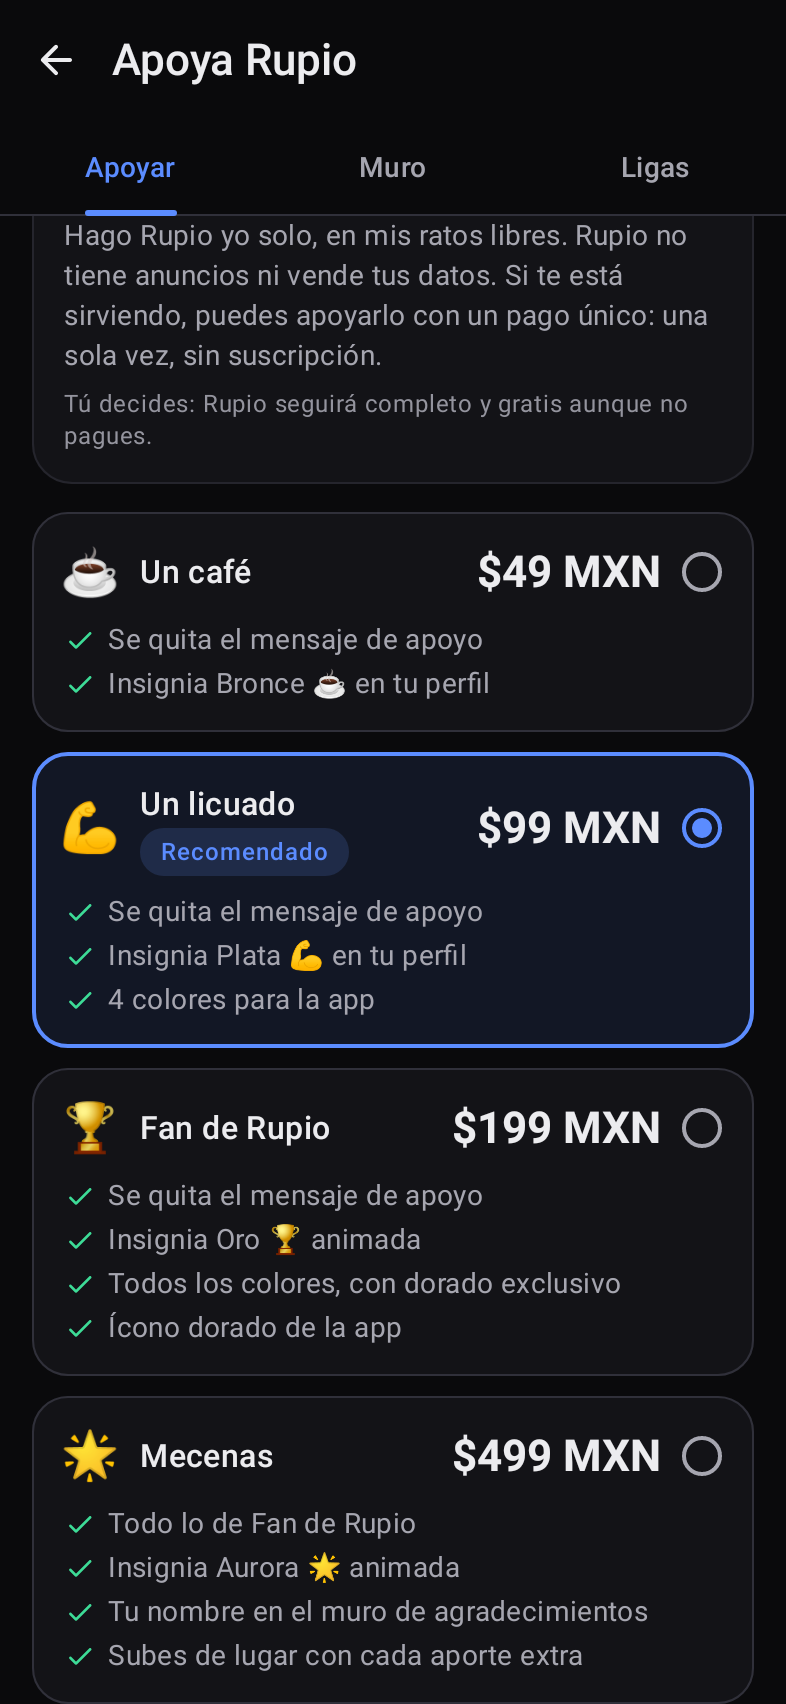 Apoya Rupio
Apoyar
Muro
Ligas
Hago Rupio yo solo, en mis ratos libres. Rupio no
tiene anuncios ni vende tus datos. Si te está
sirviendo, puedes apoyarlo con un pago único: una
sola vez, sin suscripción.
Tú decides: Rupio seguirá completo y gratis aunque no
pagues.
Un café
$49 MXN
Se quita el mensaje de apoyo
Insignia Bronce ☕ en tu perfil
Un licuado
Recomendado
$99 MXN
Se quita el mensaje de apoyo
Insignia Plata 💪 en tu perfil
4 colores para la app
Fan de Rupio
$199 MXN
Se quita el mensaje de apoyo
Insignia Oro 🏆 animada
Todos los colores, con dorado exclusivo
Ícono dorado de la app
Mecenas
$499 MXN
Todo lo de Fan de Rupio
Insignia Aurora 🌟 animada
Tu nombre en el muro de agradecimientos
Subes de lugar con cada aporte extra